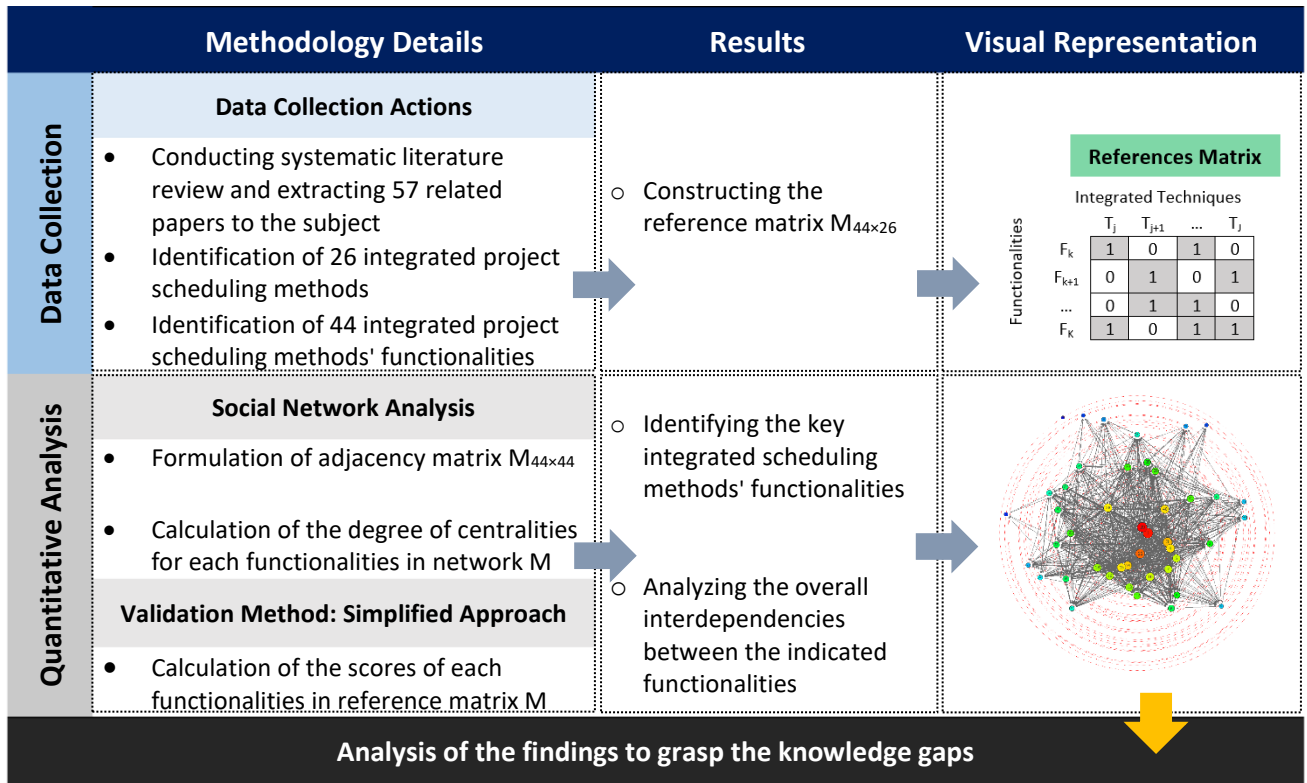 Methodology Details
Results
Visual Representation
Data Collection
Data Collection Actions
• Conducting systematic literature
review and extracting 57 related
papers to the subject
• Identification of 26 integrated project
scheduling methods
• Identification of 44 integrated project
scheduling methods' functionalities
o Constructing the
reference matrix M44×26
References Matrix
Integrated Techniques
Functionalities
Tj Tj+1 ... TJ
Fk 1 0 1 0
Fk+1 0 1 0 1
... 0 1 1 0
FK 1 0 1 1
Quantitative Analysis
Social Network Analysis
• Formulation of adjacency matrix M44×44
• Calculation of the degree of centralities
for each functionalities in network M
Validation Method: Simplified Approach
• Calculation of the scores of each
functionalities in reference matrix M
o Identifying the key
integrated scheduling
methods' functionalities
o Analyzing the overall
interdependencies
between the indicated
functionalities
Analysis of the findings to grasp the knowledge gaps